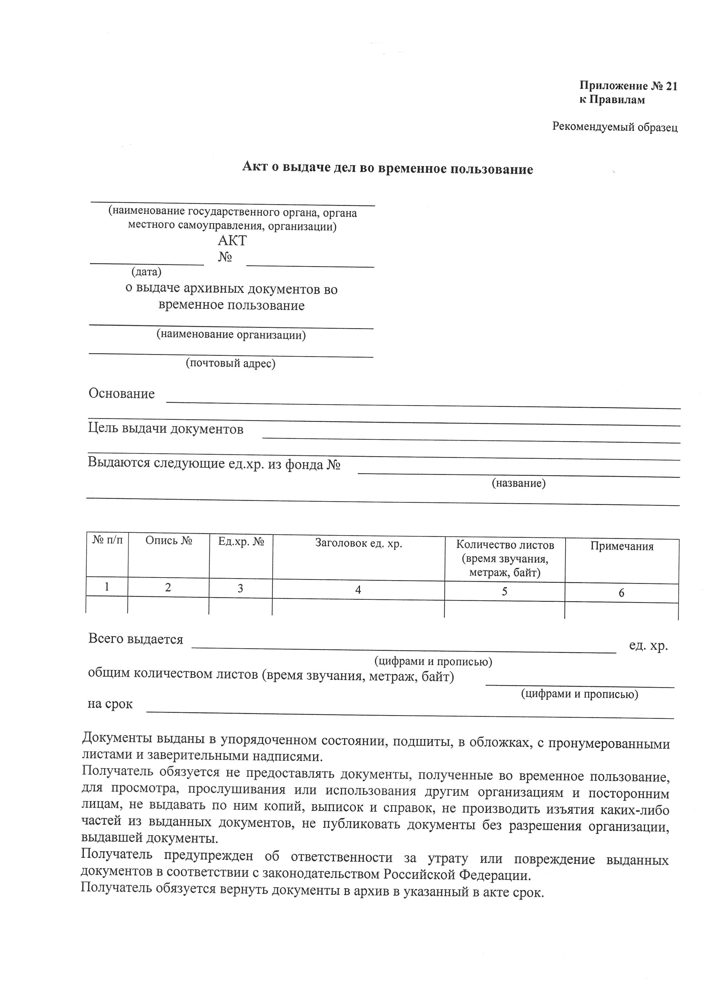 Приложение № 21
к Правилам
Рекомендуемый образец
Акт о выдаче дел во временное пользование
(наименование государственного органа, органа
местного самоуправления, организации)
АКТ
№
(дата)
о выдаче архивных документов во
временное пользование
(наименование организации)
(почтовый адрес)
Основание
Цель выдачи документов
Выдаются следующие ед.хр. из фонда №
(название)
№ п/п Опись № Ед.хр. № Заголовок ед. хр. Количество листов Примечания
(время звучания,
метраж, байт)
1 2 3 4 5 6
Всего выдается ед. хр.
(цифрами и прописью)
общим количеством листов (время звучания, метраж, байт)
(цифрами и прописью)
на срок
Документы выданы в упорядоченном состоянии, подшиты, в обложках, с пронумерованными
листами и заверительными надписями.
Получатель обязуется не предоставлять документы, полученные во временное пользование,
для просмотра, прослушивания или использования другим организациям и посторонним
лицам, не выдавать по ним копий, выписок и справок, не производить изъятия каких-либо
частей из выданных документов, не публиковать документы без разрешения организации,
выдавшей документы.
Получатель предупрежден об ответственности за утрату или повреждение выданных
документов в соответствии с законодательством Российской Федерации.
Получатель обязуется вернуть документы в архив в указанный в акте срок.